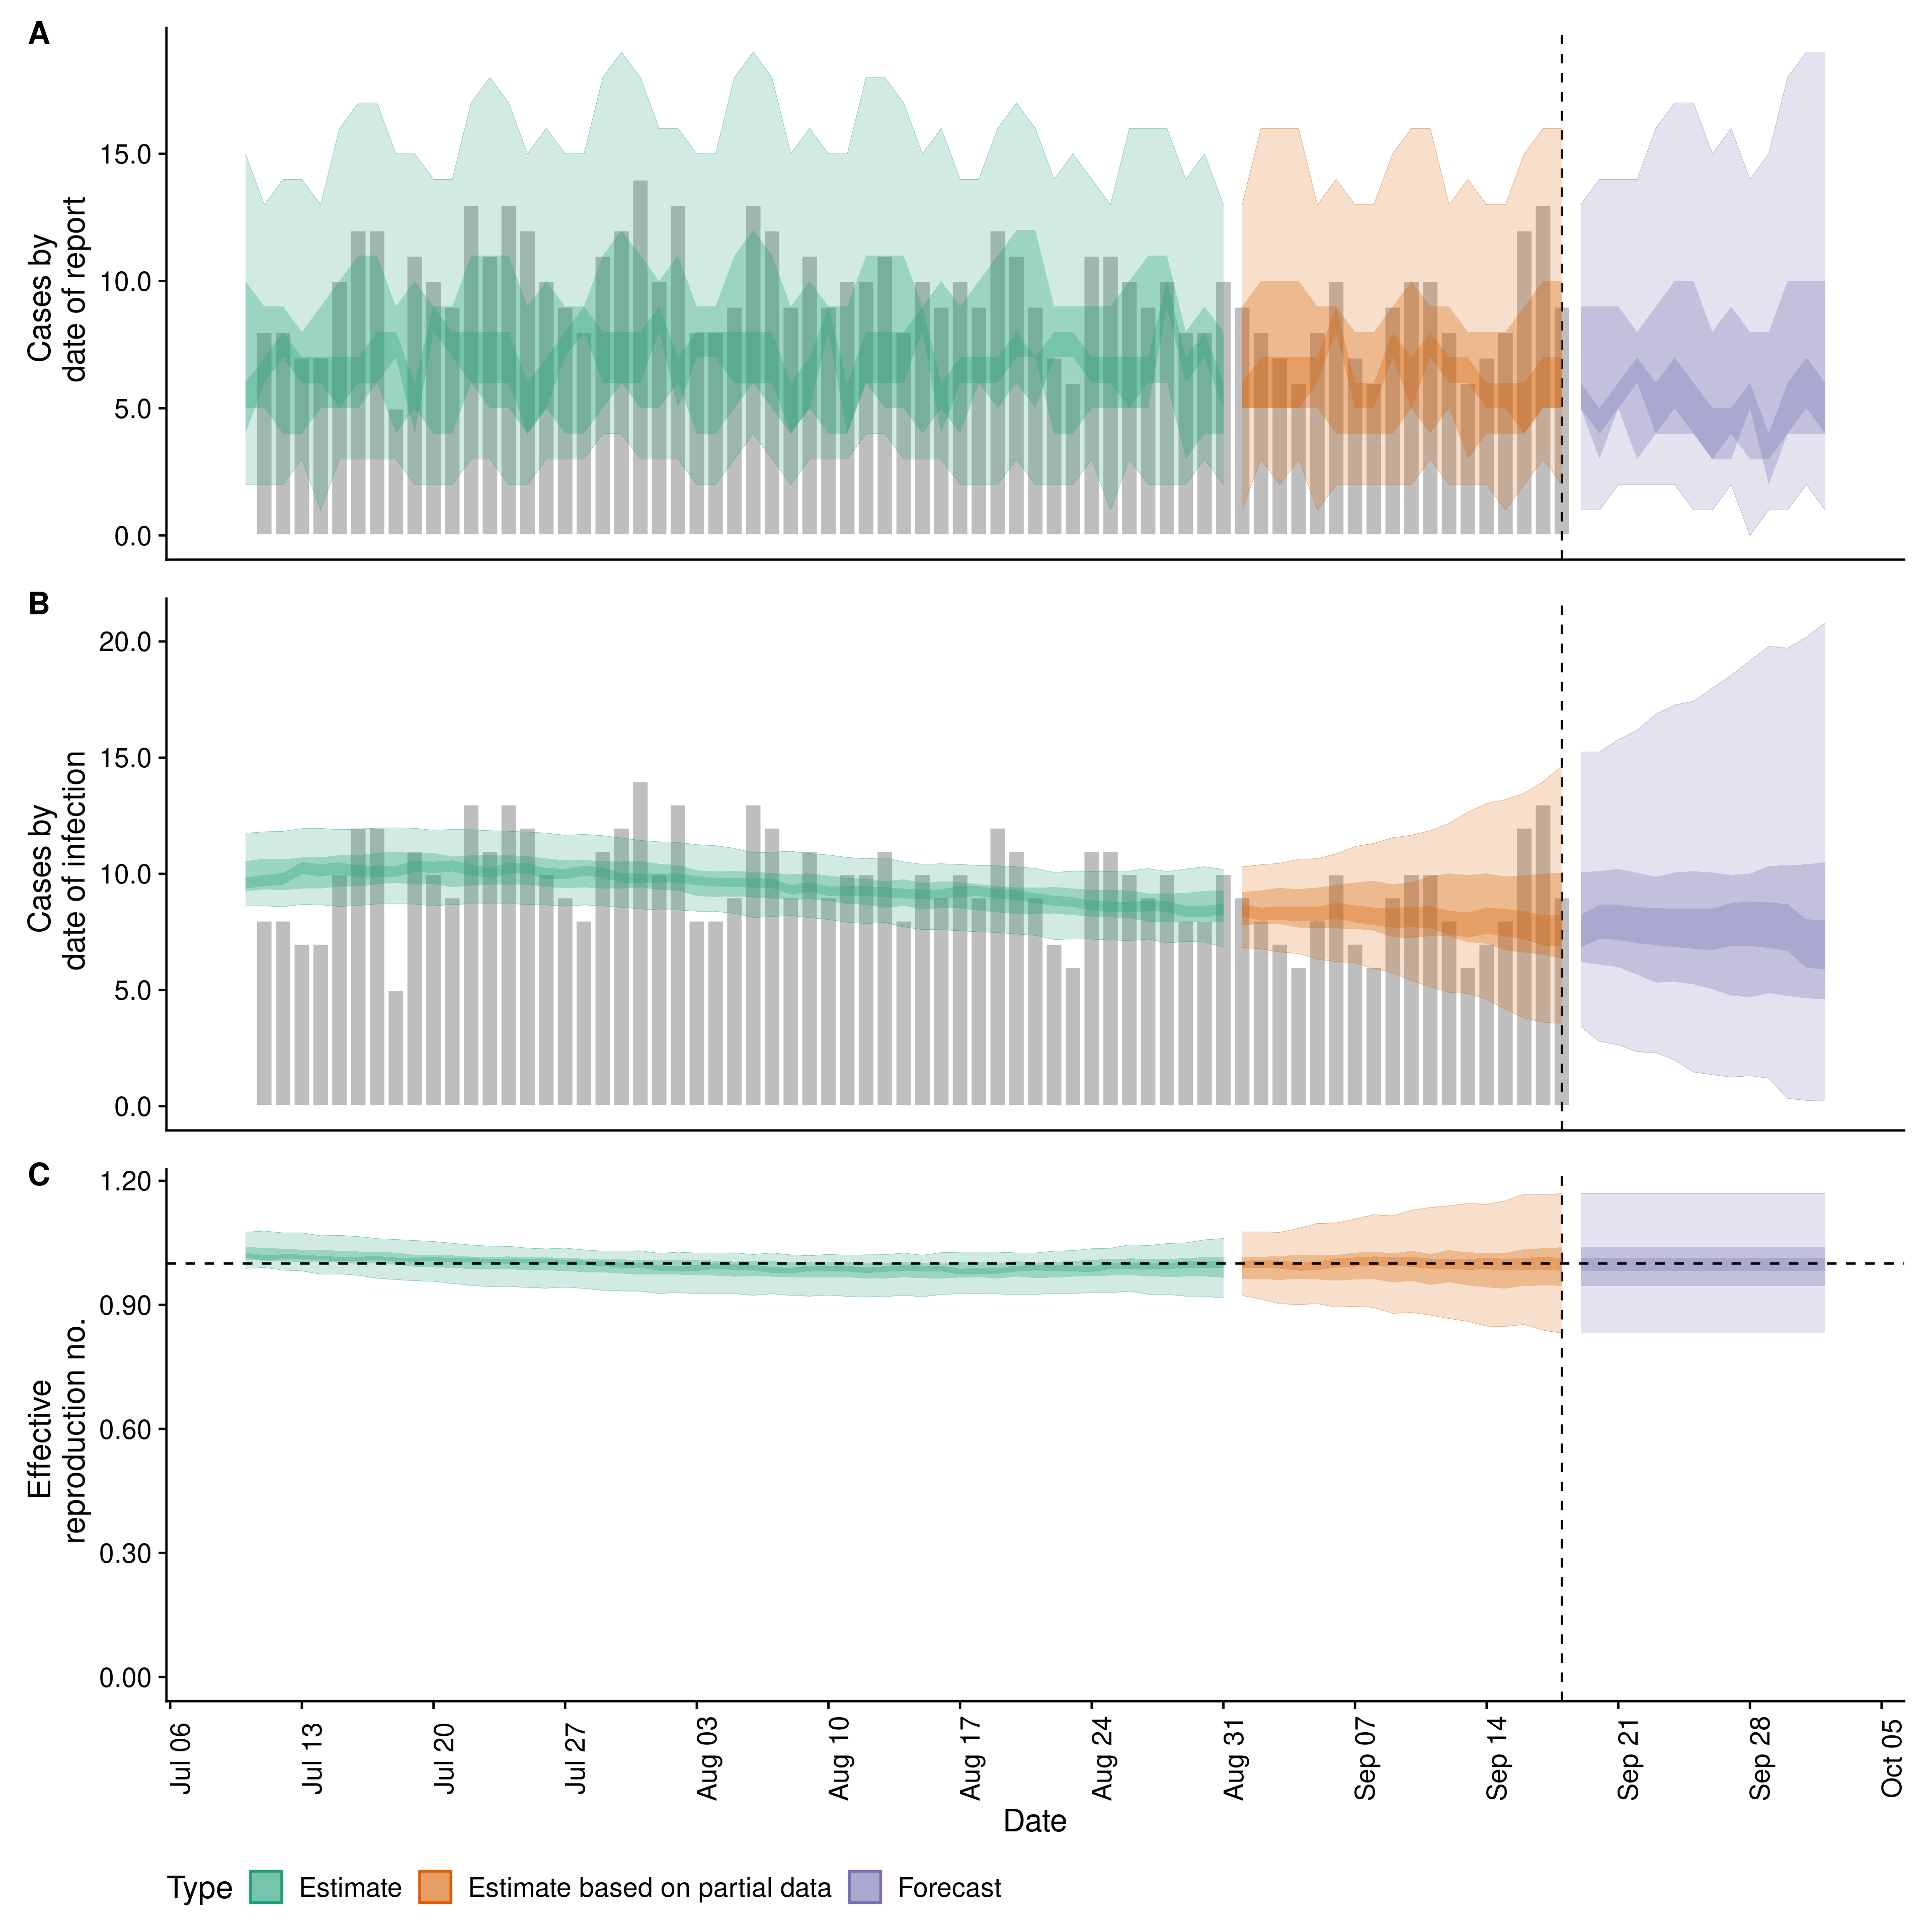 A
15.0
10.0
5.0
0.0
Cases by
date of report
B
20.0
15.0
10.0
5.0
0.0
Cases by
date of infection
C
1.20
0.90
0.60
0.30
0.00
Effective
reproduction no.
Jul 06
Jul 13
Jul 20
Jul 27
Aug 03
Aug 10
Aug 17
Aug 24
Aug 31
Sep 07
Sep 14
Sep 21
Sep 28
Oct 05
Date
Type Estimate Estimate based on partial data Forecast